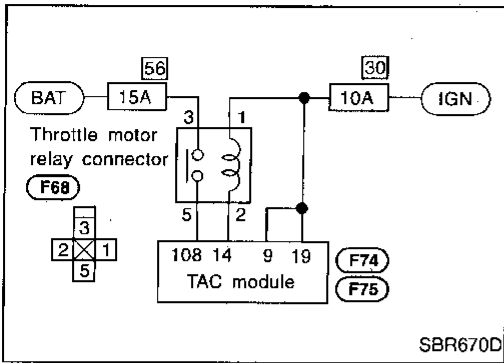 56
30
BAT
15A
10A
IGN
3
1
Throttle motor
relay connector
F68
5
2
3
2
1
5
108 14 9 19
TAC module
F74
F75
SBR670D